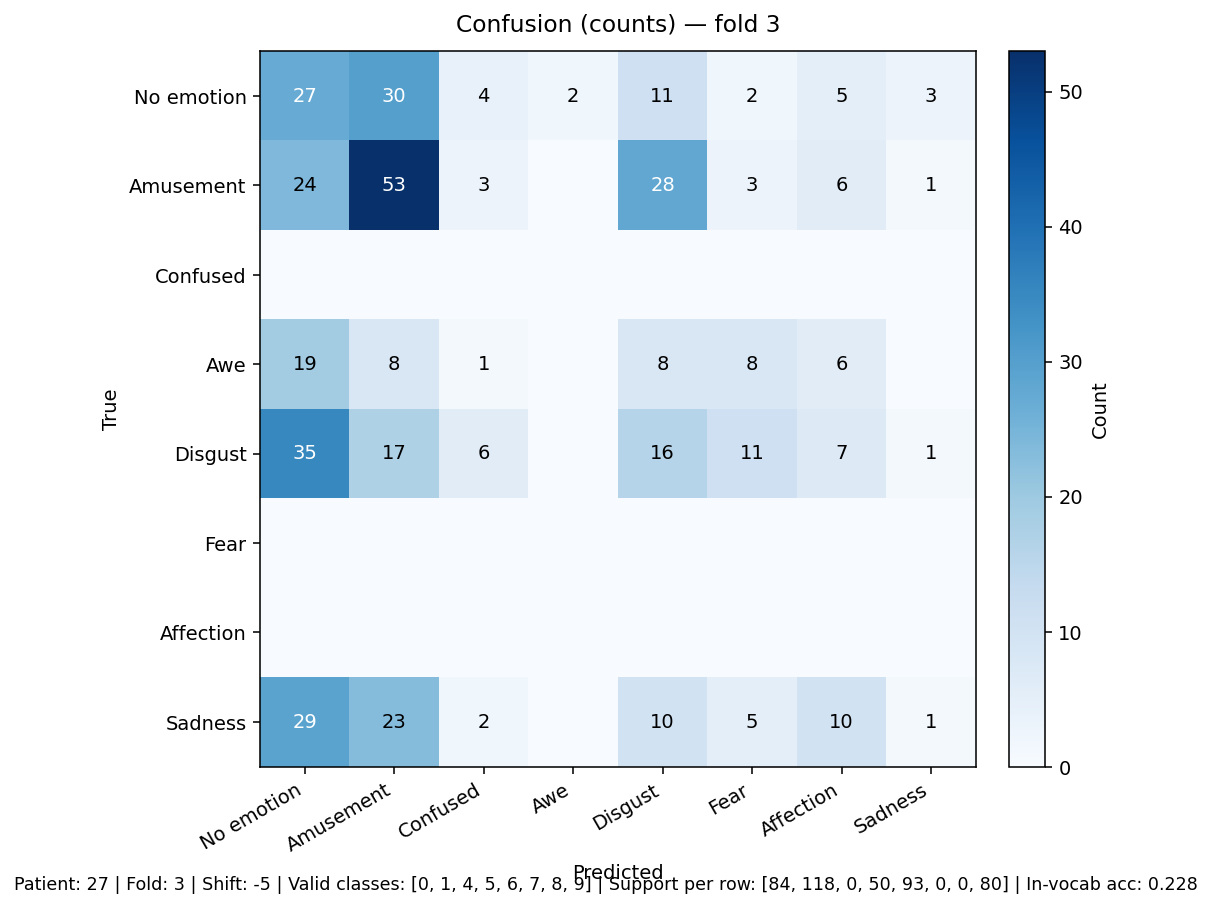 Confusion (counts) — fold 3
No emotion 27 30 4 2 11 2 5 3
Amusement 24 53 3 28 3 6 1
Confused
Awe 19 8 1 8 8 6
Disgust 35 17 6 16 11 7 1
Fear
Affection
Sadness 29 23 2 10 5 10 1
True
No emotion Amusement Confused Awe Disgust Fear Affection Sadness
Predicted
50
40
30
20
10
0
Count
Patient: 27 | Fold: 3 | Shift: -5 | Valid classes: [0, 1, 4, 5, 6, 7, 8, 9] | Support per row: [84, 118, 0, 50, 93, 0, 0, 80] | In-vocab acc: 0.228